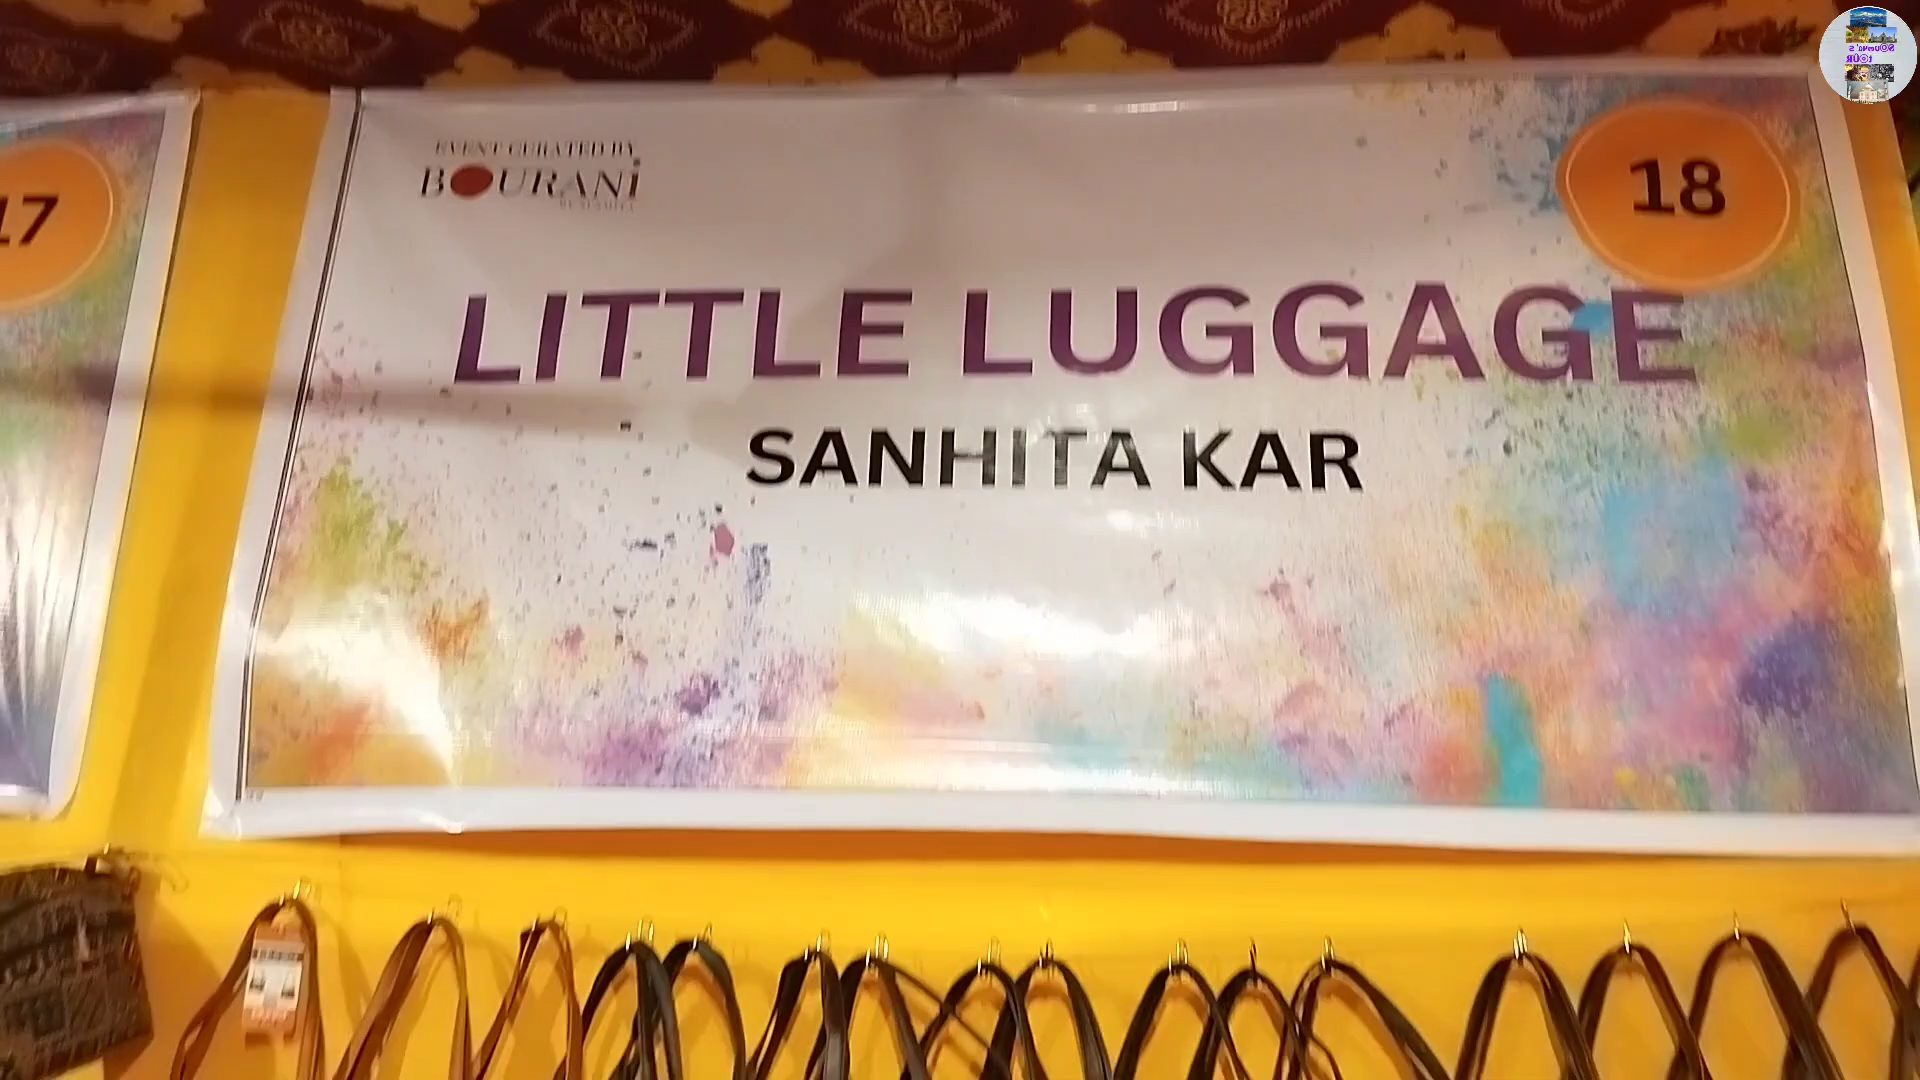 17
EVENT CURATED BY
BOURANi
18
LITTLE LUGGAGE
SANHITA KAR